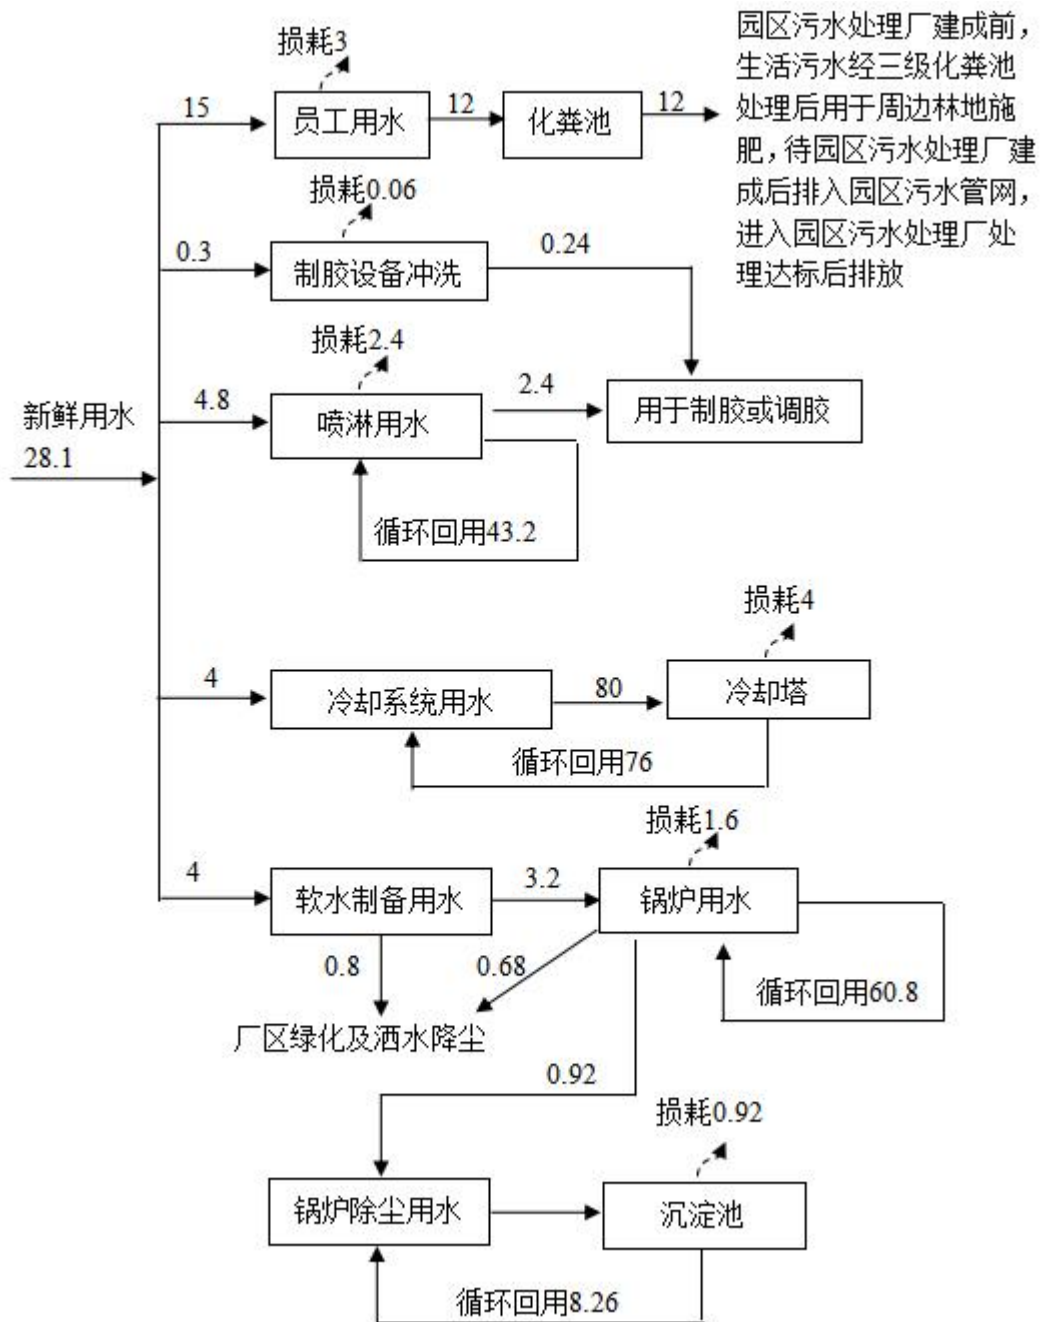 损耗3
15
员工用水
12
化粪池
12
园区污水处理厂建成前，
生活污水经三级化粪池
处理后用于周边林地施
肥，待园区污水处理厂建
成后排入园区污水管网，
进入园区污水处理厂处
理达标后排放
损耗0.06
0.3
制胶设备冲洗
0.24
损耗2.4
4.8
喷淋用水
2.4
用于制胶或调胶
循环回用43.2
新鲜用水
28.1
损耗4
4
冷却系统用水
80
冷却塔
循环回用76
损耗1.6
4
软水制备用水
3.2
锅炉用水
0.8
0.68
循环回用60.8
厂区绿化及洒水降尘
0.92
损耗0.92
锅炉除尘用水
沉淀池
循环回用8.26